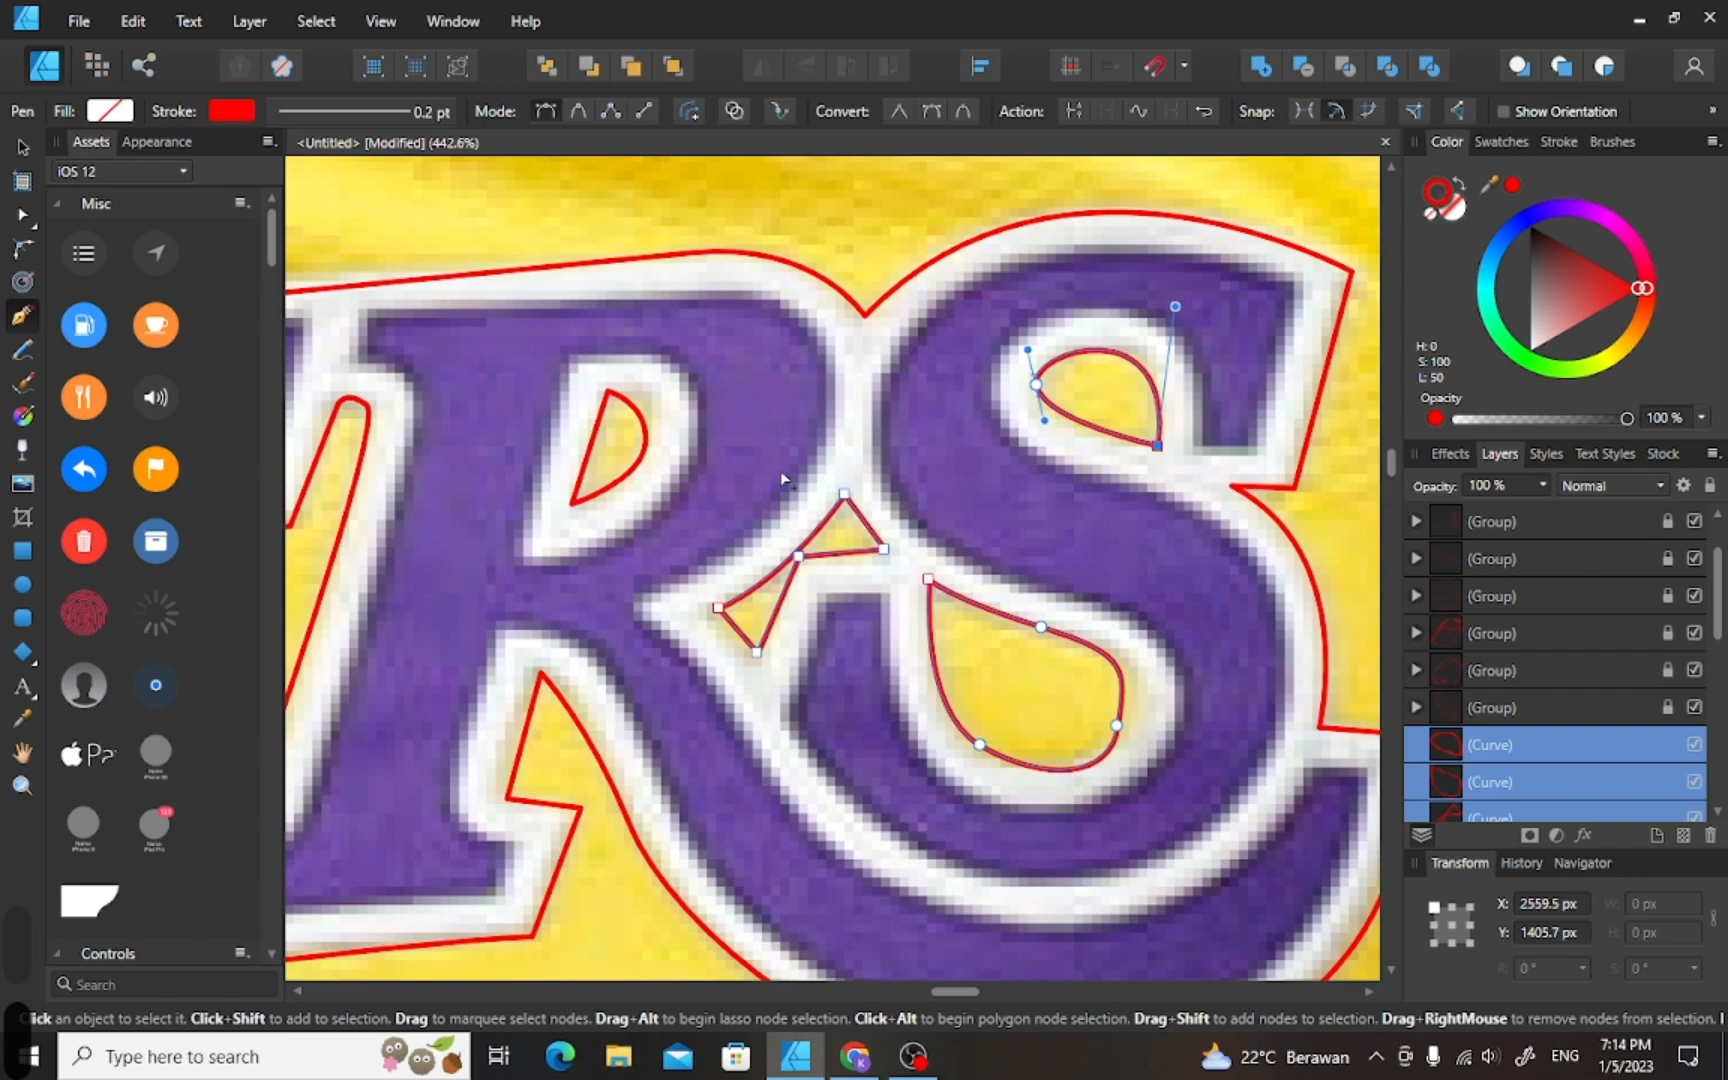 File Edit Text Layer Select View Window Help
Pen Fill: Stroke: 0.2 pt Mode: Convert: Action: Snap: Show Orientation
Assets Appearance
<Untitled> [Modified] (442.6%)
Color Swatches Stroke Brushes
iOS 12
Misc
H: 0
S: 100
L: 50
Opacity
100 %
Effects Layers Styles Text Styles Stock
Opacity: 100 % Normal
(Group)
(Group)
(Group)
(Group)
(Group)
(Group)
(Curve)
(Curve)
(Curve)
RS
Transform History Navigator
X: 2559.5 px W: 0 px
Y: 1405.7 px H: 0 px
R: 0 ° S: 0 °
Controls
Search
Click an object to select it. Click+Shift to add to selection. Drag to marquee select nodes. Drag+Alt to begin lasso node selection. Click+Alt to begin polygon node selection. Drag+Shift to add nodes to selection. Drag+RightMouse to remove nodes from selection.
Type here to search
22°C Berawan ENG 7:14 PM
1/5/2023